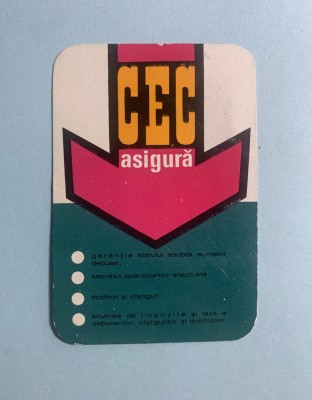 CEC
asigură
garanția statului asupra sumelor
depuse;
secretul operațiunilor efectuate;
dobînzi și cîștiguri;
scutirea de impozite și taxe a
depunerilor, cîștigurilor și dobînzilor